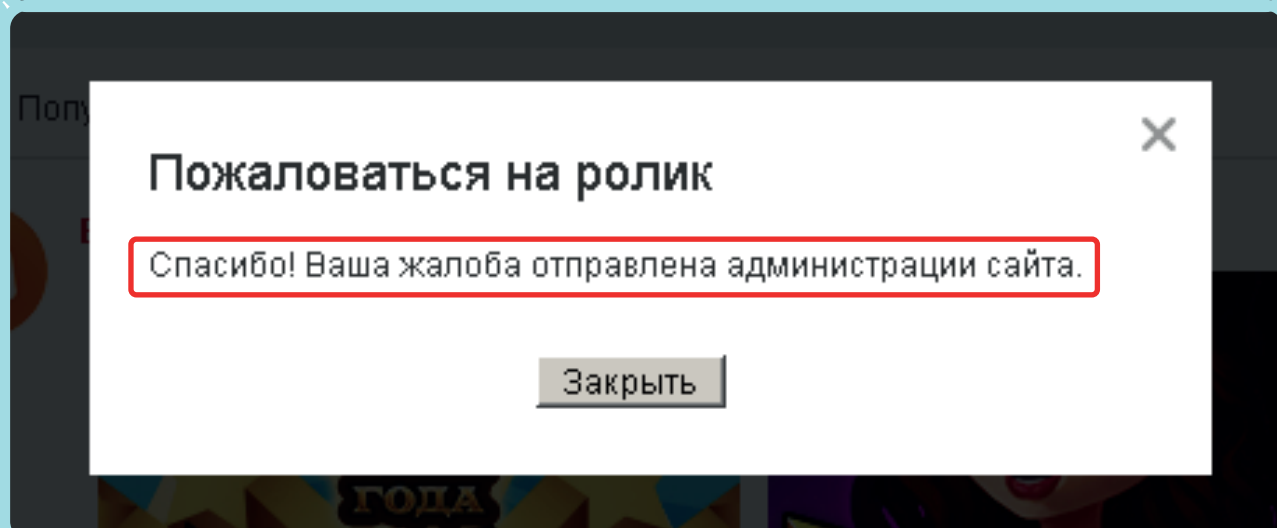 Попу
Пожаловаться на ролик
Спасибо! Ваша жалоба отправлена администрации сайта.
Закрыть
ГОДА